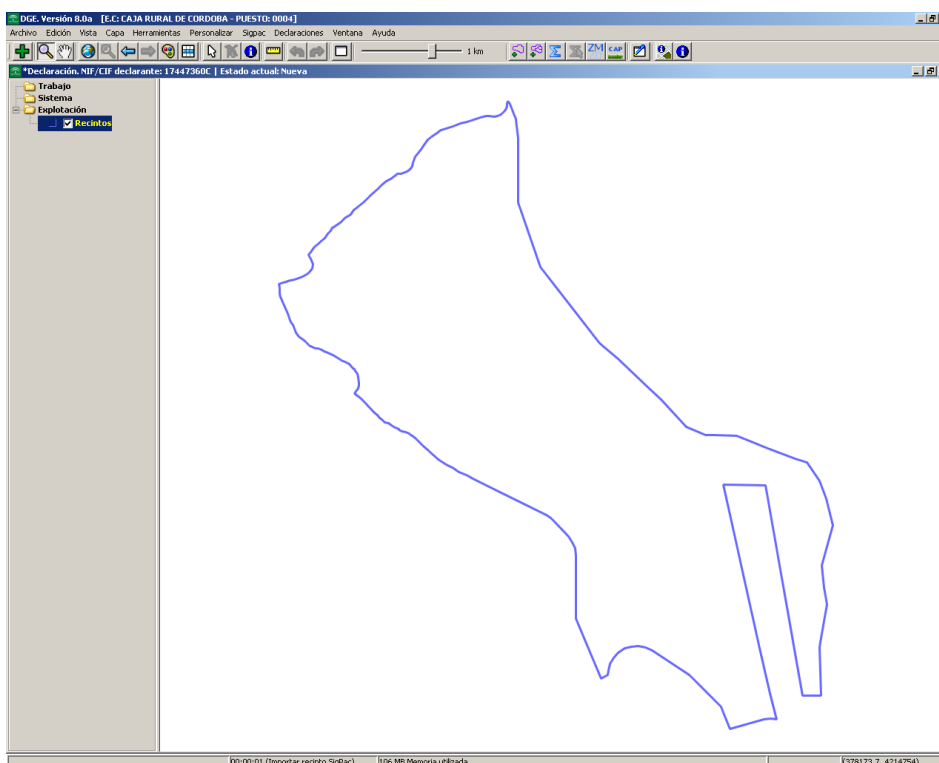 DGE. Versión 8.0a [E.C: CAJA RURAL DE CORDOBA - PUESTO: 0004]
Archivo Edición Vista Capa Herramientas Personalizar Sigpac Declaraciones Ventana Ayuda
1 km ZM CAP
*Declaración. NIF/CIF declarante: 17447360C | Estado actual: Nueva
Trabajo
Sistema
Explotación
Recintos
00:00:01 (Importar recinto SigPac) 106 MB Memoria utilizada (378173.7, 4214754)